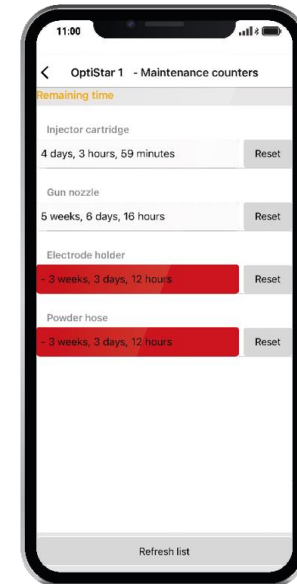 11:00
OptiStar 1 - Maintenance counters
Remaining time
Injector cartridge
4 days, 3 hours, 59 minutes Reset
Gun nozzle
5 weeks, 6 days, 16 hours Reset
Electrode holder
- 3 weeks, 3 days, 12 hours Reset
Powder hose
- 3 weeks, 3 days, 12 hours Reset
Refresh list